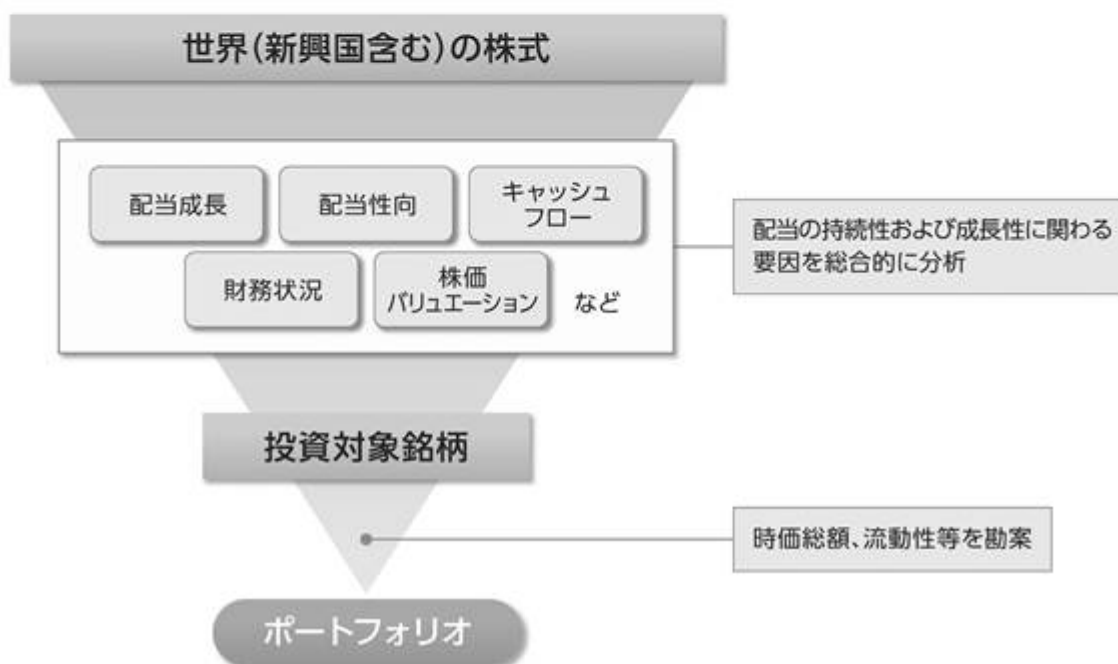 世界(新興国含む)の株式
配当成長
配当性向
キャッシュ
フロー
財務状況
株価
バリュエーション
など
配当の持続性および成長性に関わる
要因を総合的に分析
投資対象銘柄
時価総額、流動性等を勘案
ポートフォリオ